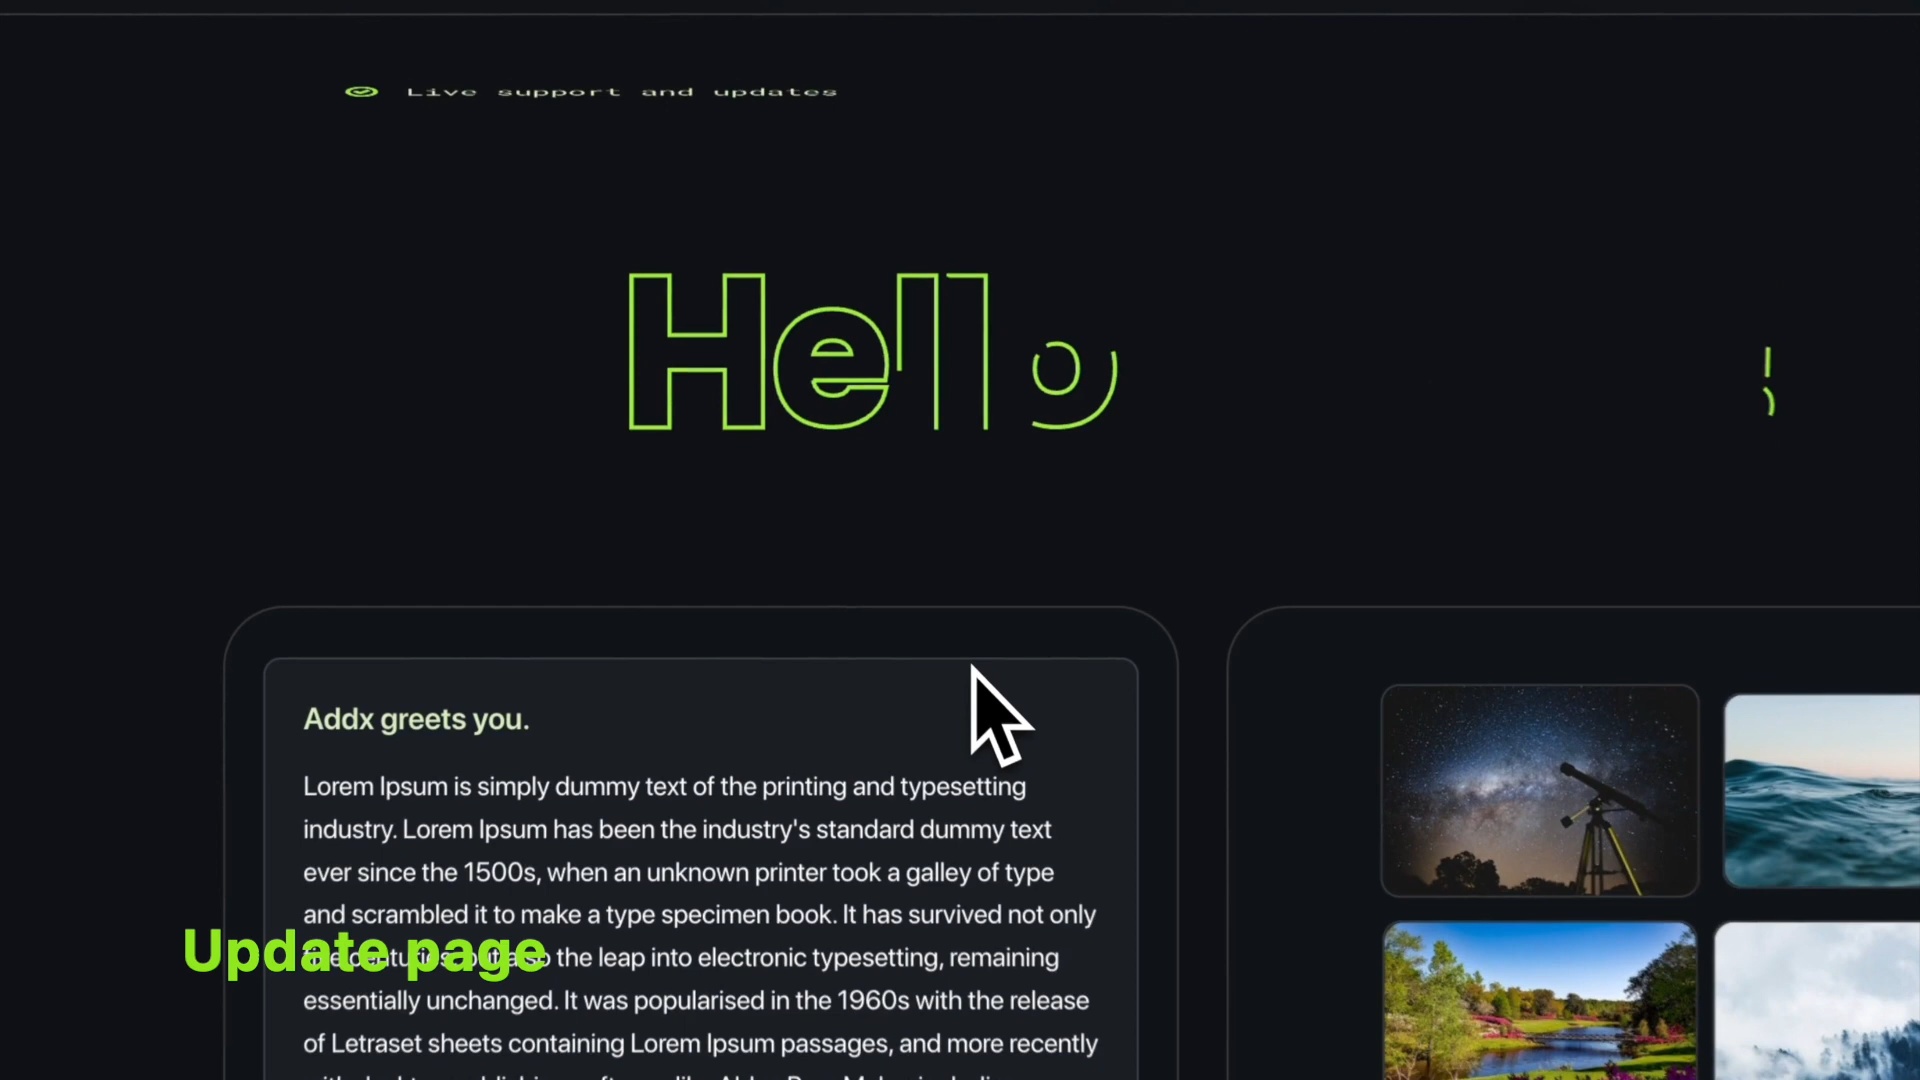 Live support and updates
Hello
Addx greets you.
Lorem Ipsum is simply dummy text of the printing and typesetting
industry. Lorem Ipsum has been the industry's standard dummy text
ever since the 1500s, when an unknown printer took a galley of type
and scrambled it to make a type specimen book. It has survived not only
the leap into electronic typesetting, remaining
Update page
essentially unchanged. It was popularised in the 1960s with the release
of Letraset sheets containing Lorem Ipsum passages, and more recently